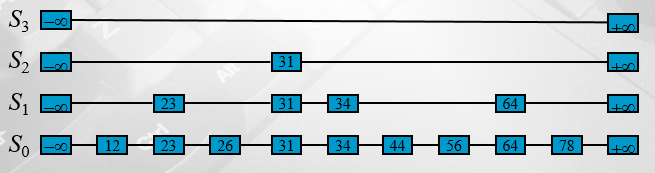 S3 −∞ +∞
S2 −∞ 31 +∞
S1 −∞ 23 31 34 64 +∞
S0 −∞ 12 23 26 31 34 44 56 64 78 +∞